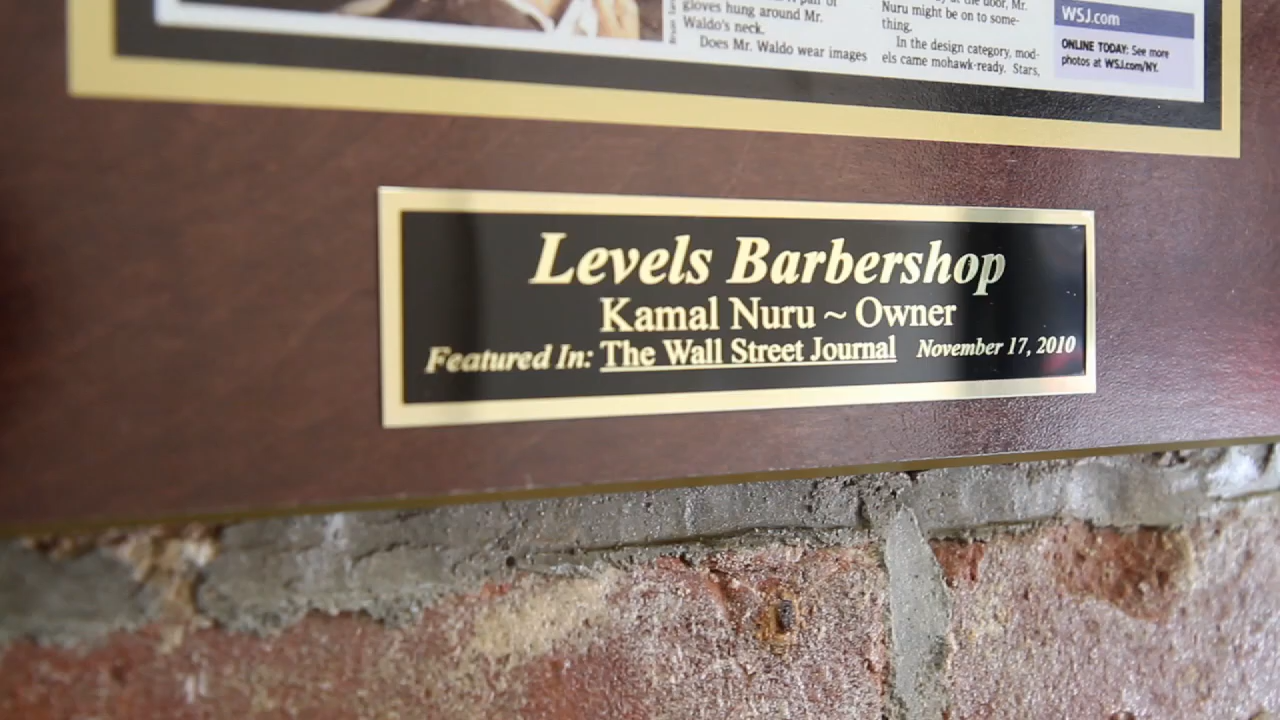 gloves hung around Mr.
Waldo's neck.
Does Mr. Waldo wear images
Nuru might be on to some-
thing.
In the design category, mod-
els came mohawk-ready. Stars,
WSJ.com
ONLINE TODAY: See more
photos at WSJ.com/NY.
Levels Barbershop
Kamal Nuru ~ Owner
Featured In: The Wall Street Journal November 17, 2010